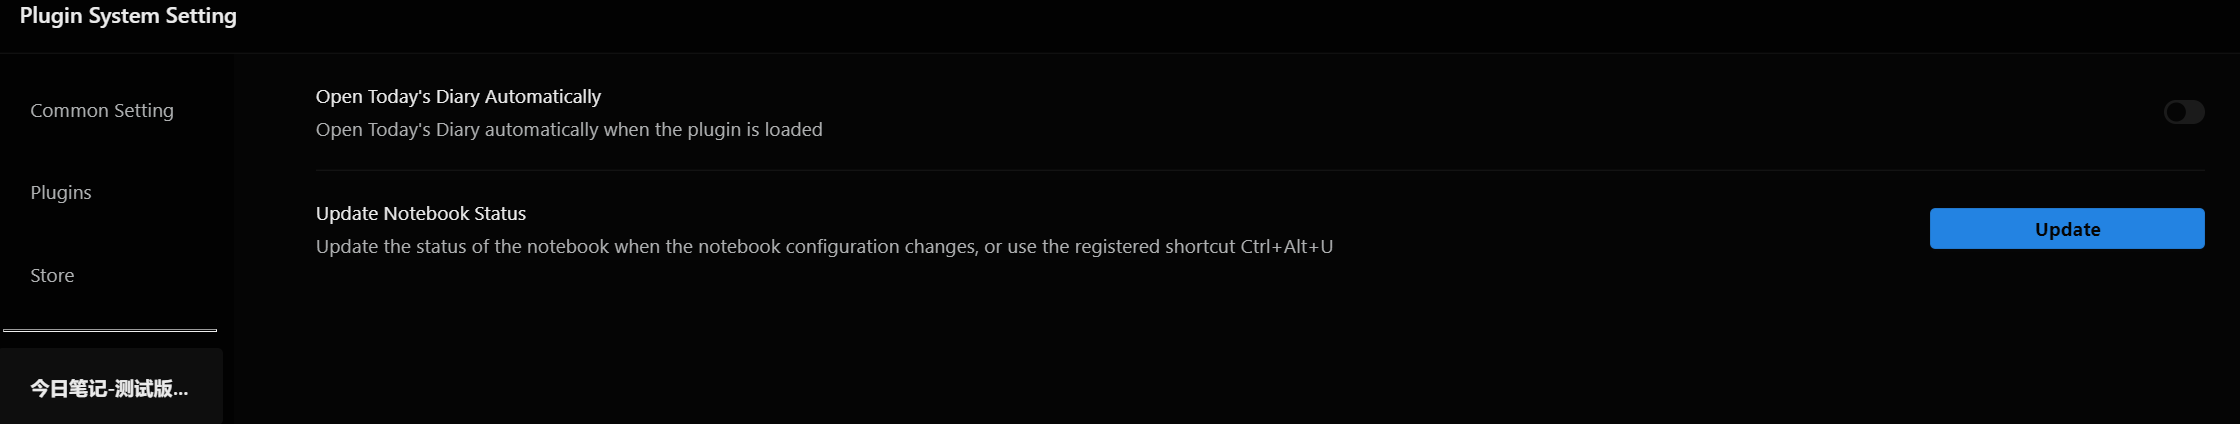 Plugin System Setting
Common Setting
Plugins
Store
今日笔记-测试版...
Open Today's Diary Automatically
Open Today's Diary automatically when the plugin is loaded
Update Notebook Status
Update the status of the notebook when the notebook configuration changes, or use the registered shortcut Ctrl+Alt+U
Update